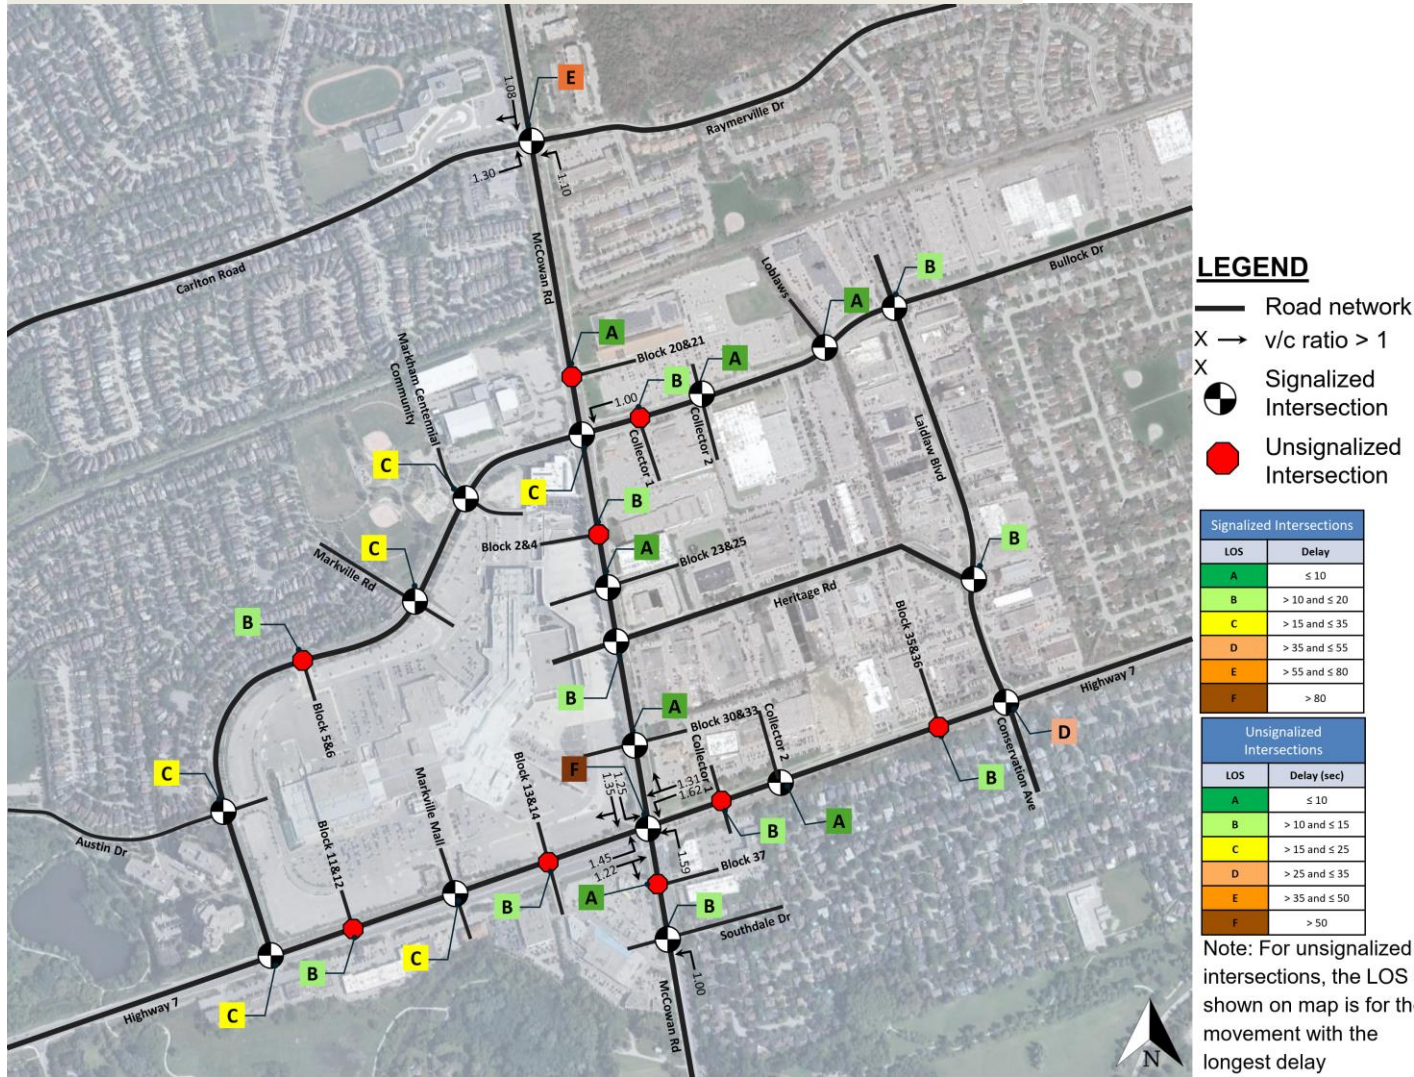 E
1.08
Raymerville Dr
1.30
1.10
McCowan Rd
Carlton Road
Bullock Dr
Loblaws
B
A
A
Block 20&21
A
B
1.00
Markham Centennial
Community
Collector 1
Collector 2
Laidlaw Blvd
C
C
B
Block 2&4
A
Block 23&25
C
Markville Rd
B
Heritage Rd
Block 35&36
B
B
Block 5&6
A
Block 30&33
Collector 1
Collector 2
Highway 7
Conservation Ave
D
B
F
1.25
1.35
1.31
1.62
C
Austin Dr
Block 11&12
Markville Mall
Block 13&14
1.45
1.22
1.59
B
A
Block 37
A
B
B
Southdale Dr
C
B
C
1.00
Highway 7
McCowan Rd
N
LEGEND
Road network
X
X
v/c ratio > 1
Signalized
Intersection
Unsignalized
Intersection
Signalized Intersections
LOS Delay
A ≤ 10
B > 10 and ≤ 20
C > 15 and ≤ 35
D > 35 and ≤ 55
E > 55 and ≤ 80
F > 80
Unsignalized
Intersections
LOS Delay (sec)
A ≤ 10
B > 10 and ≤ 15
C > 15 and ≤ 25
D > 25 and ≤ 35
E > 35 and ≤ 50
F > 50
Note: For unsignalized
intersections, the LOS
shown on map is for th
movement with the
longest delay